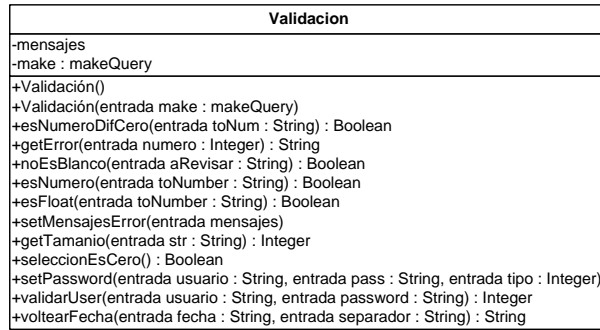 Validacion
-mensajes
-make : makeQuery
+Validación()
+Validación(entrada make : makeQuery)
+esNumeroDifCero(entrada toNum : String) : Boolean
+getError(entrada numero : Integer) : String
+noEsBlanco(entrada aRevisar : String) : Boolean
+esNumero(entrada toNumber : String) : Boolean
+esFloat(entrada toNumber : String) : Boolean
+setMensajesError(entrada mensajes)
+getTamanio(entrada str : String) : Integer
+seleccionEsCero() : Boolean
+setPassword(entrada usuario : String, entrada pass : String, entrada tipo : Integer)
+validarUser(entrada usuario : String, entrada password : String) : Integer
+voltearFecha(entrada fecha : String, entrada separador : String) : String